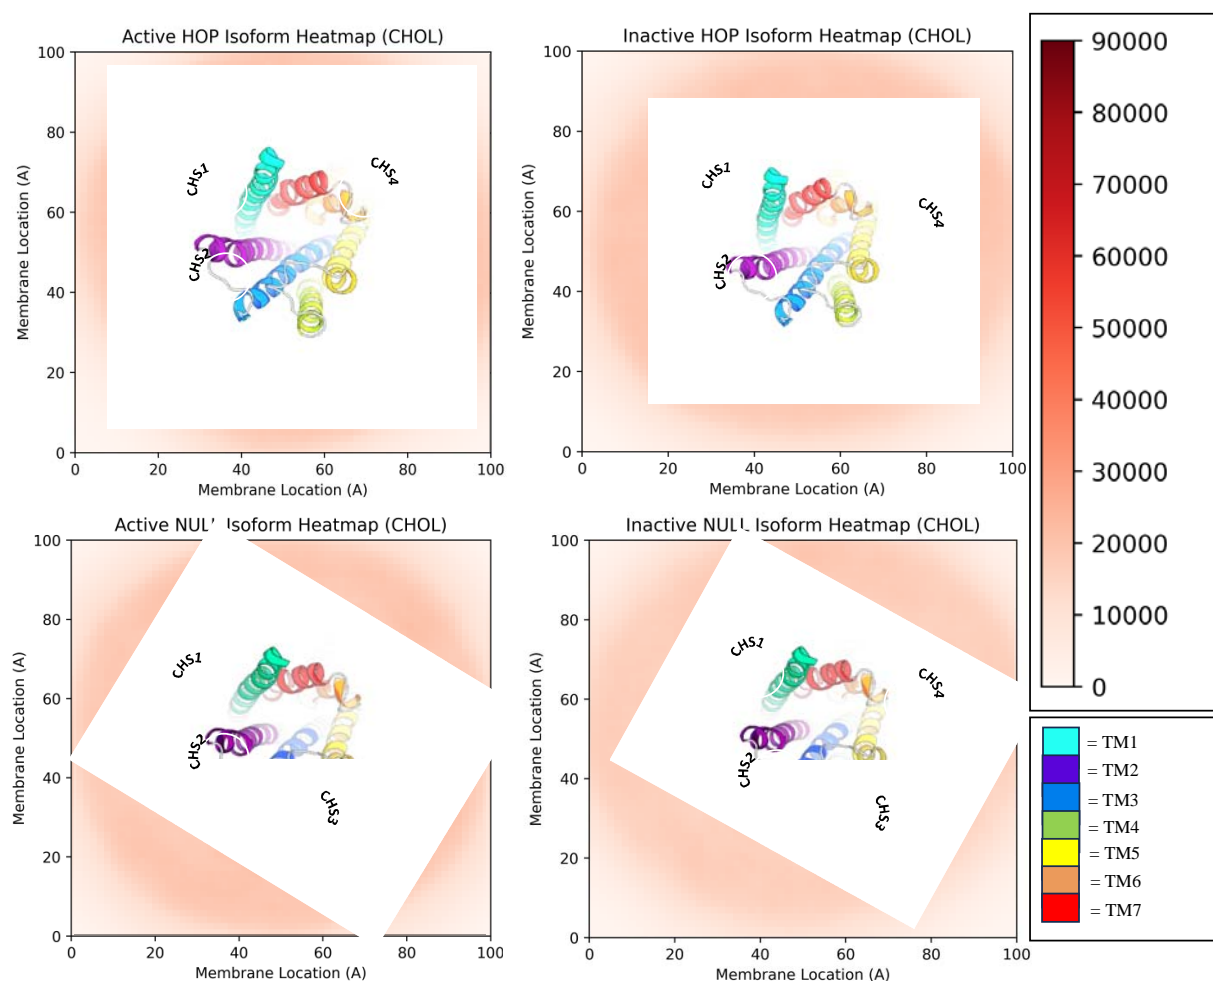 Active HOP Isoform Heatmap (CHOL)
100
80
60
40
20
0
Membrane Location (A)
CHS1
CHS4
CHS2
0 20 40 60 80 100
Membrane Location (A)
Inactive HOP Isoform Heatmap (CHOL)
100
80
60
40
20
0
Membrane Location (A)
CHS1
CHS4
CHS2
0 20 40 60 80 100
Membrane Location (A)
90000
80000
70000
60000
50000
40000
30000
20000
10000
0
Active Isoform Heatmap (CHOL)
100
80
60
40
20
0
Membrane Location (A)
CHS1
CHS2
CHS3
0 20 40 60 80 100
Membrane Location (A)
Inactive Isoform Heatmap (CHOL)
100
80
60
40
20
0
Membrane Location (A)
CHS1
CHS4
CHS2
CHS3
0 20 40 60 80 100
Membrane Location (A)
= TM1
= TM2
= TM3
= TM4
= TM5
= TM6
= TM7